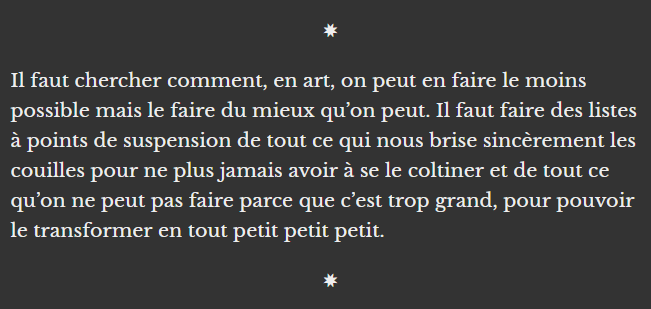 ✷
Il faut chercher comment, en art, on peut en faire le moins
possible mais le faire du mieux qu’on peut. Il faut faire des listes
à points de suspension de tout ce qui nous brise sincèrement les
couilles pour ne plus jamais avoir à se le coltiner et de tout ce
qu’on ne peut pas faire parce que c’est trop grand, pour pouvoir
le transformer en tout petit petit petit.
✷